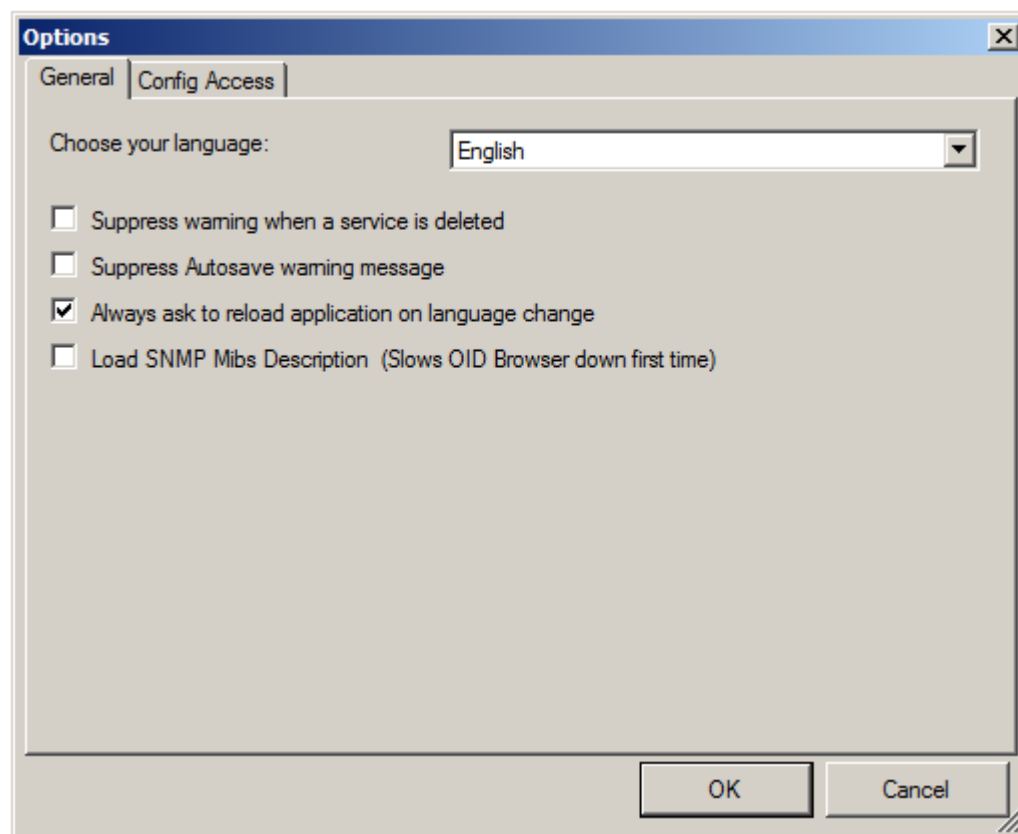 Options
General
Config Access
Choose your language:
English
Suppress warning when a service is deleted
Suppress Autosave warning message
Always ask to reload application on language change
Load SNMP Mibs Description  (Slows OID Browser down first time)
OK
Cancel